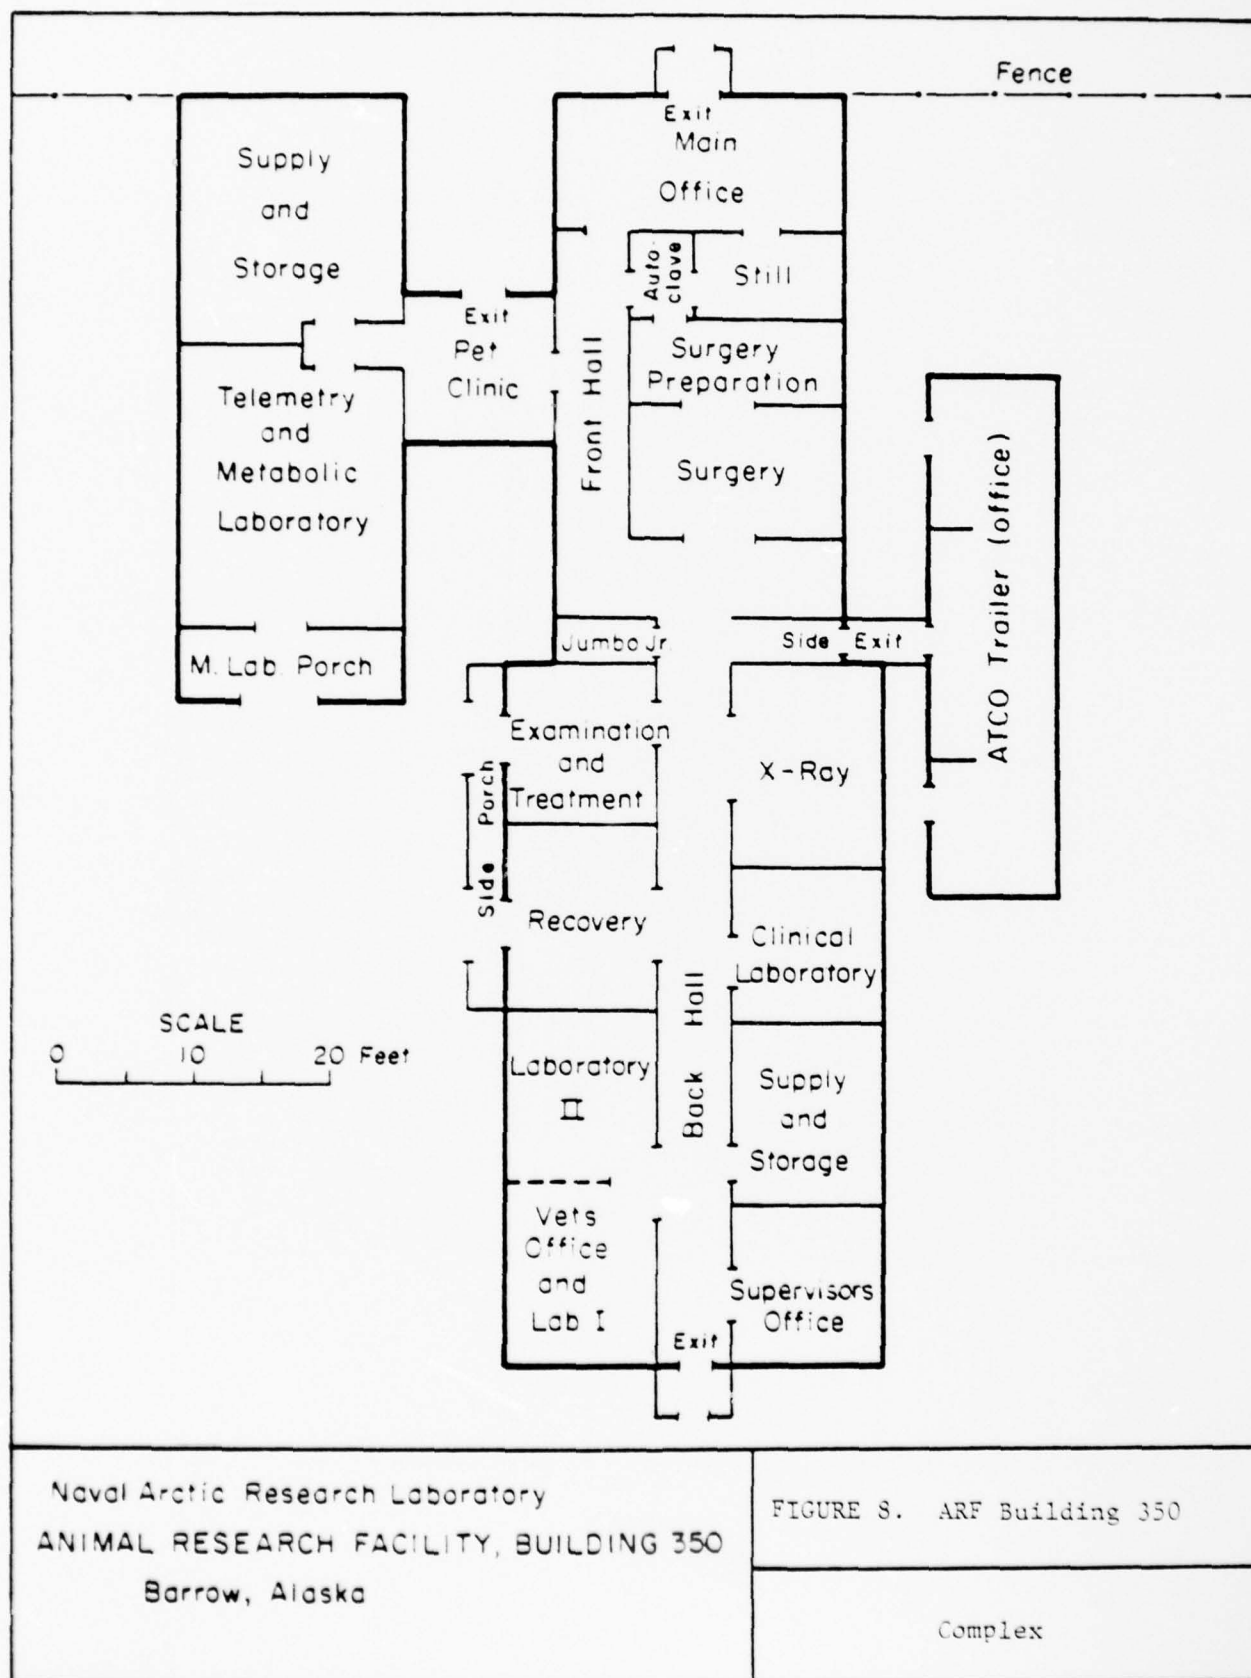 Fence
Exit
Main
Office
Supply
and
Storage
Auto-
clave
Still
Exit
Pet
Clinic
Surgery
Preparation
Front Hall
Telemetry
and
Metabolic
Laboratory
Surgery
ATCO Trailer (office)
Jumbo Jr.
Side Exit
M. Lab. Porch
Examination
and
Treatment
X-Ray
Side Porch
Recovery
Clinical
Laboratory
Back Hall
SCALE
0 10 20 Feet
Laboratory
II
Supply
and
Storage
Vets
Office
and
Lab I
Supervisors
Office
Exit
Naval Arctic Research Laboratory
ANIMAL RESEARCH FACILITY, BUILDING 350
Barrow, Alaska
FIGURE 8. ARF Building 350
Complex